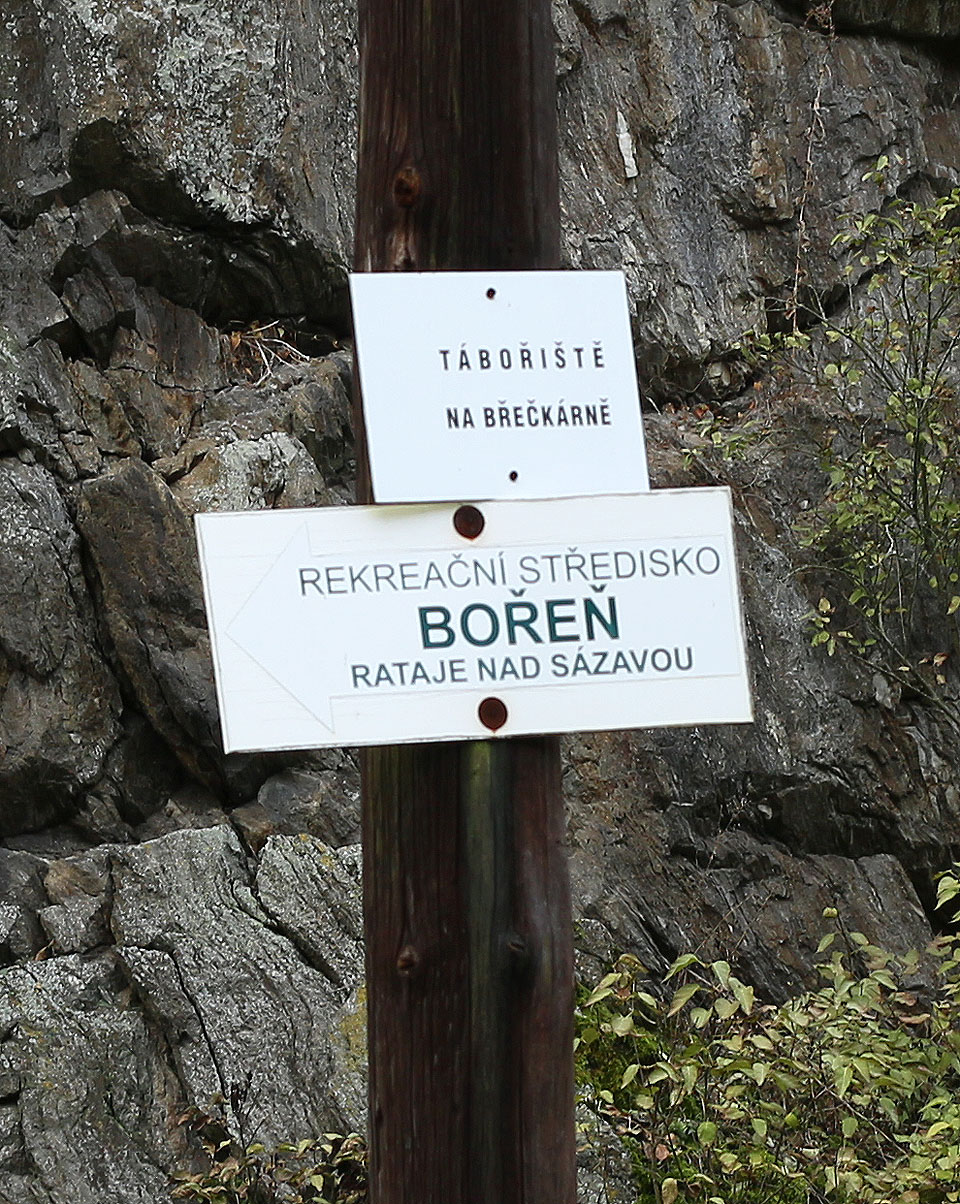 TÁBOŘIŠTĚ
NA BŘEČKÁRNĚ
REKREAČNÍ STŘEDISKO
BOŘEŇ
RATAJE NAD SÁZAVOU